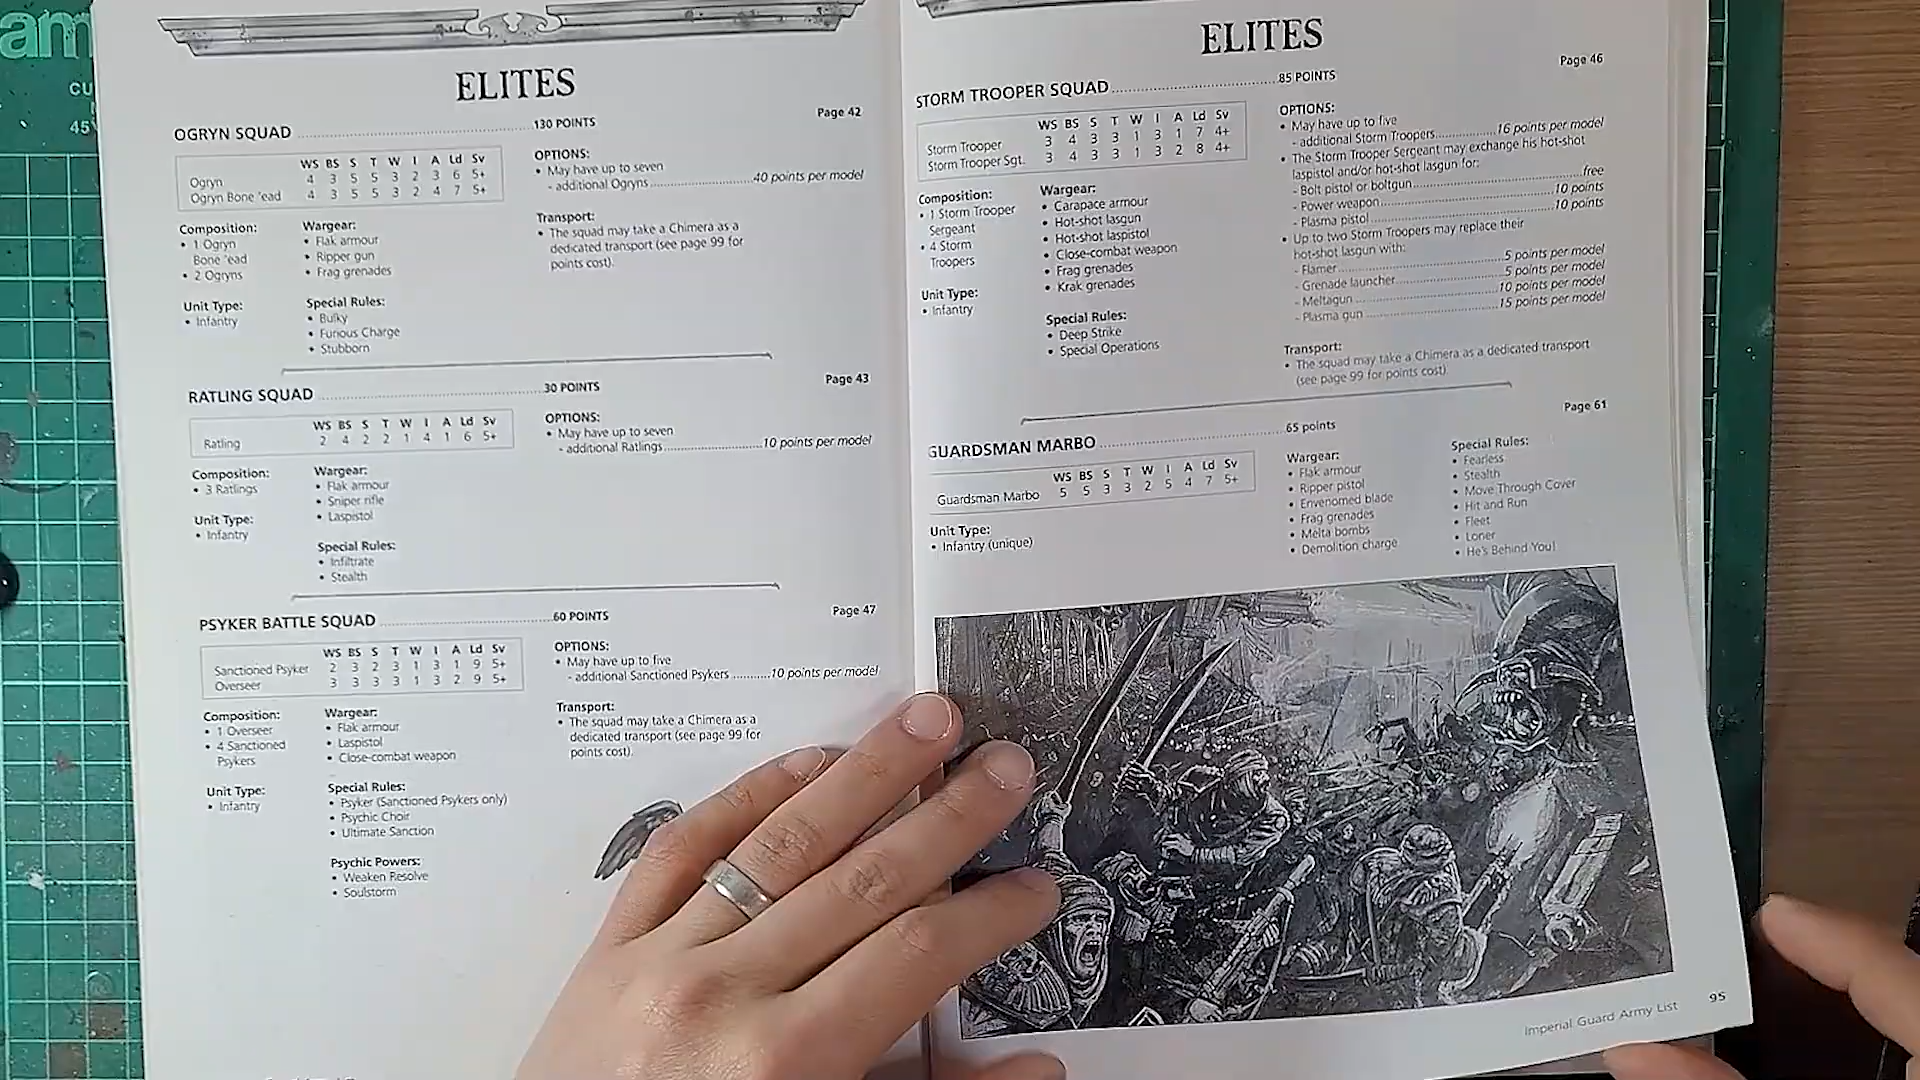 am
CU
45
ELITES
OGRYN SQUAD ........................ 130 POINTS
Page 42
WS BS S T W I A Ld Sv
Ogryn 4 3 5 5 3 2 3 6 5+
Ogryn Bone 'ead 4 3 5 5 3 2 4 7 5+
Composition:
• 1 Ogryn
Bone 'ead
• 2 Ogryns
Unit Type:
• Infantry
Wargear:
• Flak armour
• Ripper gun
• Frag grenades
Special Rules:
• Bulky
• Furious Charge
• Stubborn
OPTIONS:
• May have up to seven
- additional Ogryns ........................ 40 points per model
Transport:
• The squad may take a Chimera as a
dedicated transport (see page 99 for
points cost).
RATLING SQUAD ........................ 30 POINTS
Page 43
WS BS S T W I A Ld Sv
Ratling 2 4 2 2 1 4 1 6 5+
Composition:
• 3 Ratlings
Unit Type:
• Infantry
Wargear:
• Flak armour
• Sniper rifle
• Laspistol
Special Rules:
• Infiltrate
• Stealth
OPTIONS:
• May have up to seven
- additional Ratlings ........................ 10 points per model
PSYKER BATTLE SQUAD ........................ 60 POINTS
Page 47
WS BS S T W I A Ld Sv
Sanctioned Psyker 2 3 2 3 1 3 1 9 5+
Overseer 3 3 3 3 1 3 2 9 5+
Composition:
• 1 Overseer
• 4 Sanctioned
Psykers
Unit Type:
• Infantry
Wargear:
• Flak armour
• Laspistol
• Close-combat weapon
Special Rules:
• Psyker (Sanctioned Psykers only)
• Psychic Choir
• Ultimate Sanction
Psychic Powers:
• Weaken Resolve
• Soulstorm
OPTIONS:
• May have up to five
- additional Sanctioned Psykers ........... 10 points per model
Transport:
• The squad may take a Chimera as a
dedicated transport (see page 99 for
points cost).
ELITES
Page 46
STORM TROOPER SQUAD ........................ 85 POINTS
WS BS S T W I A Ld Sv
Storm Trooper 3 4 3 3 1 3 1 7 4+
Storm Trooper Sgt. 3 4 3 3 1 3 2 8 4+
Composition:
• 1 Storm Trooper
Sergeant
• 4 Storm
Troopers
Unit Type:
• Infantry
Wargear:
• Carapace armour
• Hot-shot lasgun
• Hot-shot laspistol
• Close-combat weapon
• Frag grenades
• Krak grenades
Special Rules:
• Deep Strike
• Special Operations
OPTIONS:
• May have up to five
- additional Storm Troopers ............ 16 points per model
• The Storm Trooper Sergeant may exchange his hot-shot
laspistol and/or hot-shot lasgun for:
- Bolt pistol or boltgun ........................ free
- Power weapon ........................ 10 points
- Plasma pistol ........................ 10 points
• Up to two Storm Troopers may replace their
hot-shot lasgun with:
- Flamer ........................ 5 points per model
- Grenade launcher ........................ 5 points per model
- Meltagun ........................ 10 points per model
- Plasma gun ........................ 15 points per model
Transport:
• The squad may take a Chimera as a dedicated transport
(see page 99 for points cost).
Page 61
GUARDSMAN MARBO ........................ 65 points
WS BS S T W I A Ld Sv
Guardsman Marbo 5 5 3 3 2 5 4 7 5+
Unit Type:
• Infantry (unique)
Wargear:
• Flak armour
• Ripper pistol
• Envenomed blade
• Frag grenades
• Melta bombs
• Demolition charge
Special Rules:
• Fearless
• Stealth
• Move Through Cover
• Hit and Run
• Fleet
• Loner
• He's Behind You!
Imperial Guard Army List 95